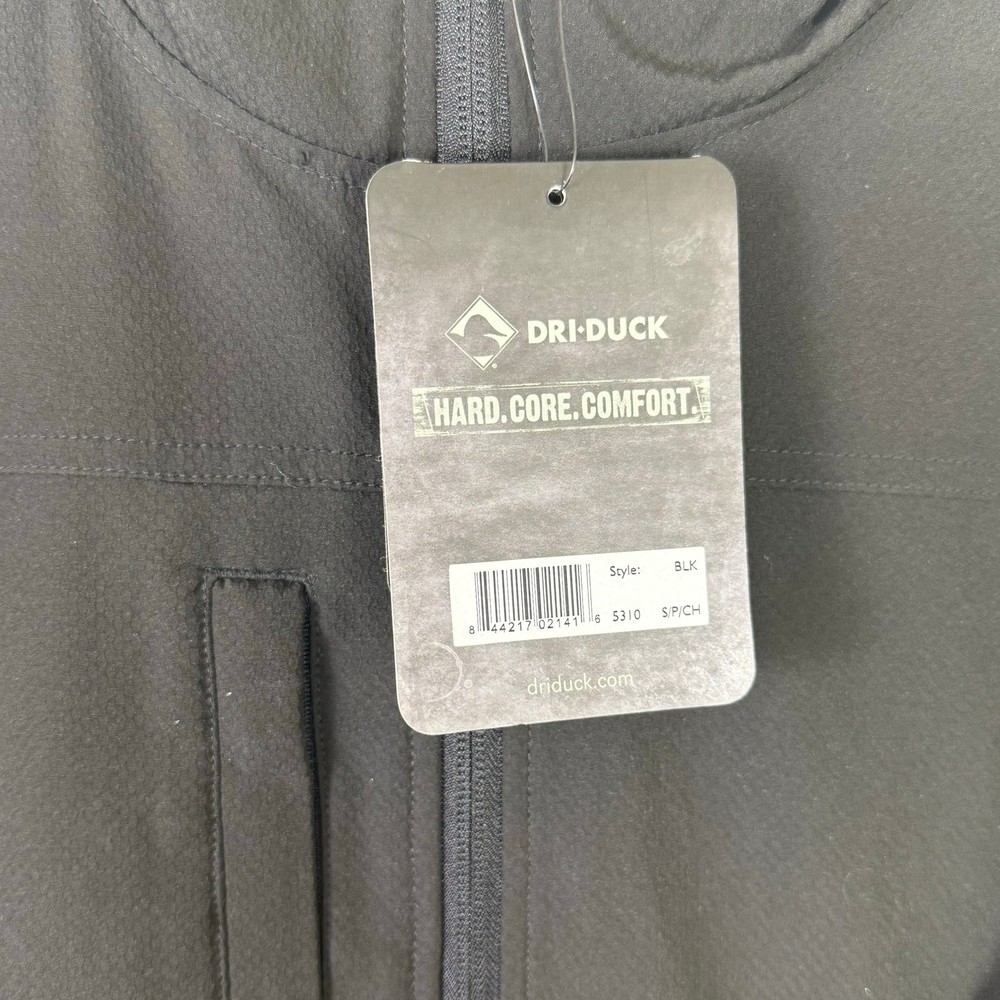 DRI•DUCK
HARD.CORE.COMFORT.
Style: BLK
5310 S/P/CH
8 44217 02141 6
driduck.com